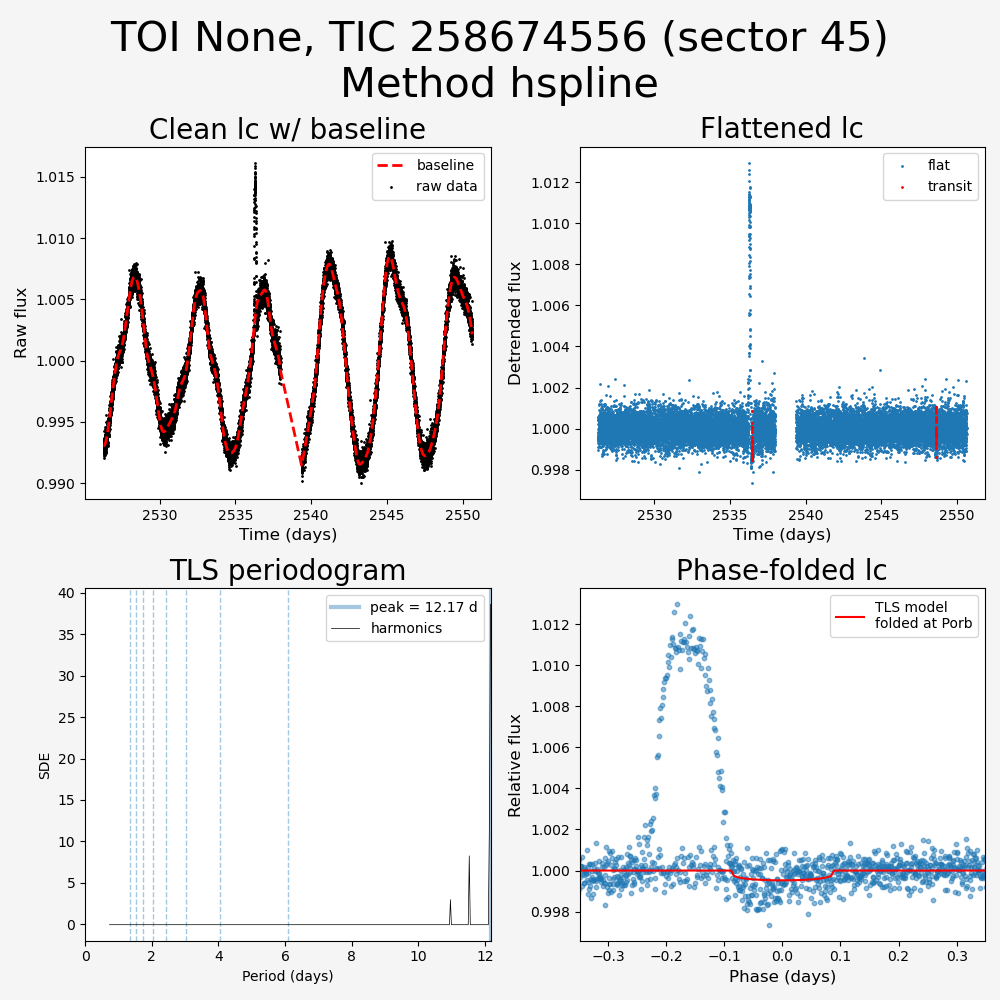 TOI None, TIC 258674556 (sector 45)
Method hspline
Clean lc w/ baseline
baseline
raw data
1.015
1.010
1.005
1.000
0.995
0.990
Raw flux
2530
2535
2540
2545
2550
Time (days)
Flattened lc
flat
transit
1.012
1.010
1.008
1.006
1.004
1.002
1.000
0.998
Detrended flux
2530
2535
2540
2545
2550
Time (days)
TLS periodogram
peak = 12.17 d
harmonics
40
35
30
25
20
15
10
5
0
SDE
0
2
4
6
8
10
12
Period (days)
Phase-folded lc
TLS model
folded at Porb
1.012
1.010
1.008
1.006
1.004
1.002
1.000
0.998
Relative flux
−0.3
−0.2
−0.1
0.0
0.1
0.2
0.3
Phase (days)